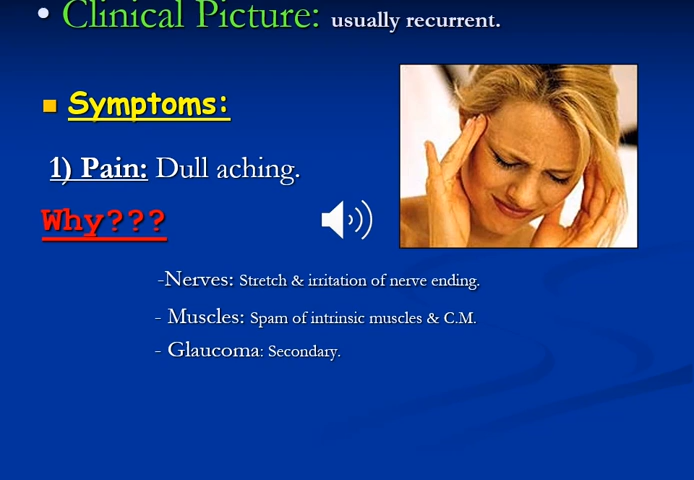 • Clinical Picture: usually recurrent.
Symptoms:
1) Pain: Dull aching.
Why???
-Nerves: Stretch & irritation of nerve ending.
- Muscles: Spam of intrinsic muscles & C.M.
- Glaucoma: Secondary.